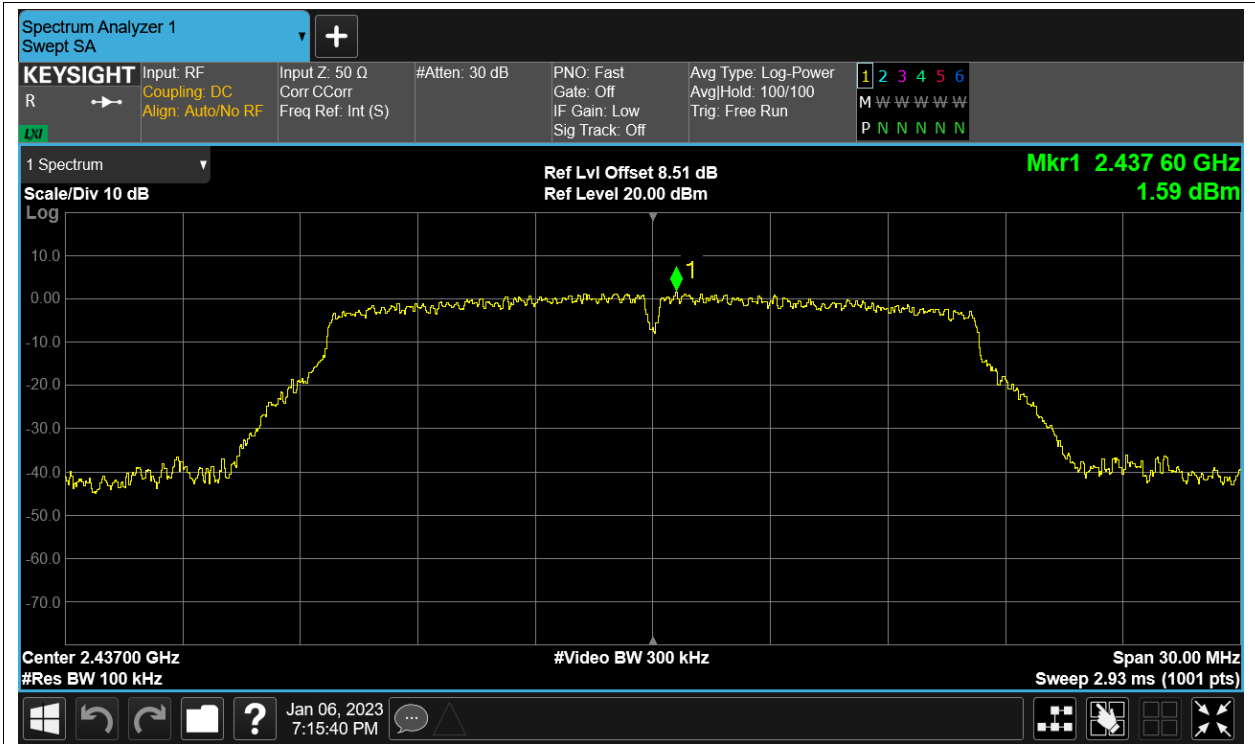 Spectrum Analyzer 1
Swept SA
+
KEYSIGHT
R
LXI
Input: RF
Coupling: DC
Align: Auto/No RF
Input Z: 50 Ω
Corr CCorr
Freq Ref: Int (S)
#Atten: 30 dB
PNO: Fast
Gate: Off
IF Gain: Low
Sig Track: Off
Avg Type: Log-Power
Avg|Hold: 100/100
Trig: Free Run
1 2 3 4 5 6
M W W W W W
P N N N N N
1 Spectrum
Scale/Div 10 dB
Log
Ref Lvl Offset 8.51 dB
Ref Level 20.00 dBm
Mkr1 2.437 60 GHz
1.59 dBm
10.0
0.00
-10.0
-20.0
-30.0
-40.0
-50.0
-60.0
-70.0
1
Center 2.43700 GHz
#Res BW 100 kHz
#Video BW 300 kHz
Span 30.00 MHz
Sweep 2.93 ms (1001 pts)
?
Jan 06, 2023
7:15:40 PM